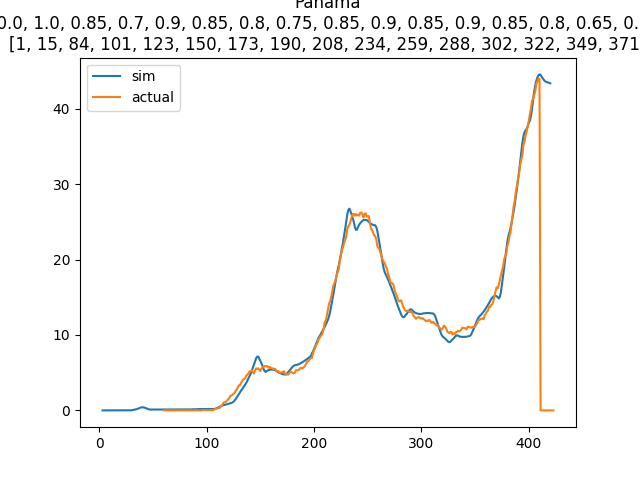 Panama
0.0, 1.0, 0.85, 0.7, 0.9, 0.85, 0.8, 0.75, 0.85, 0.9, 0.85, 0.9, 0.85, 0.8, 0.65, 0.
[1, 15, 84, 101, 123, 150, 173, 190, 208, 234, 259, 288, 302, 322, 349, 371
sim
actual
40
30
20
10
0
0 100 200 300 400